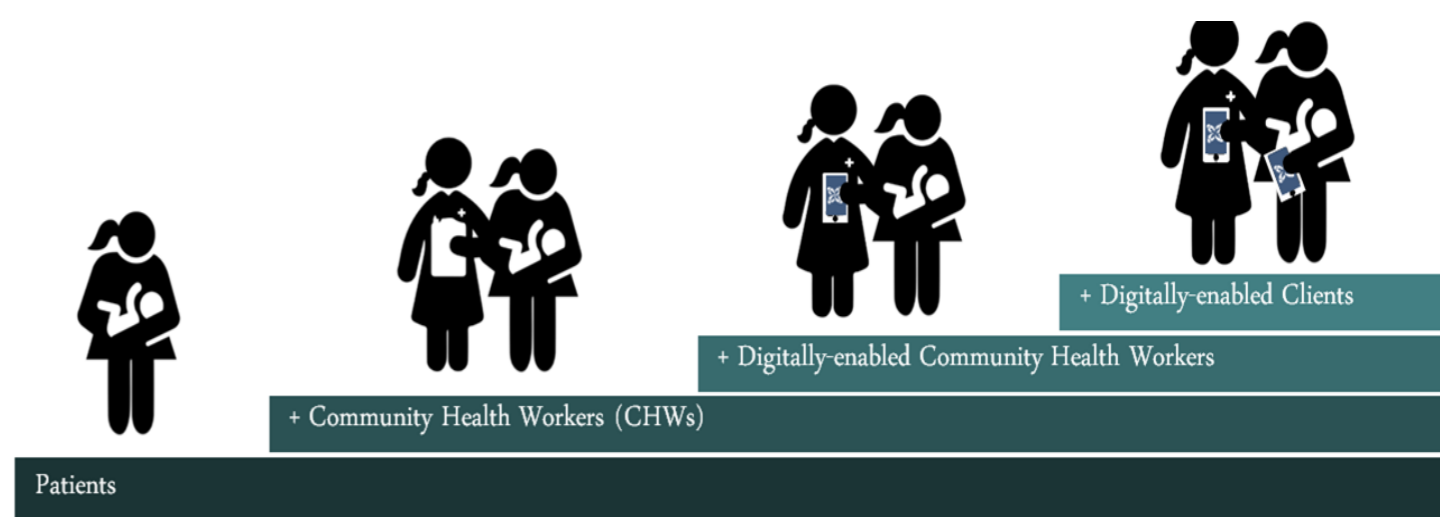 + Digitally-enabled Clients
+ Digitally-enabled Community Health Workers
+ Community Health Workers (CHWs)
Patients